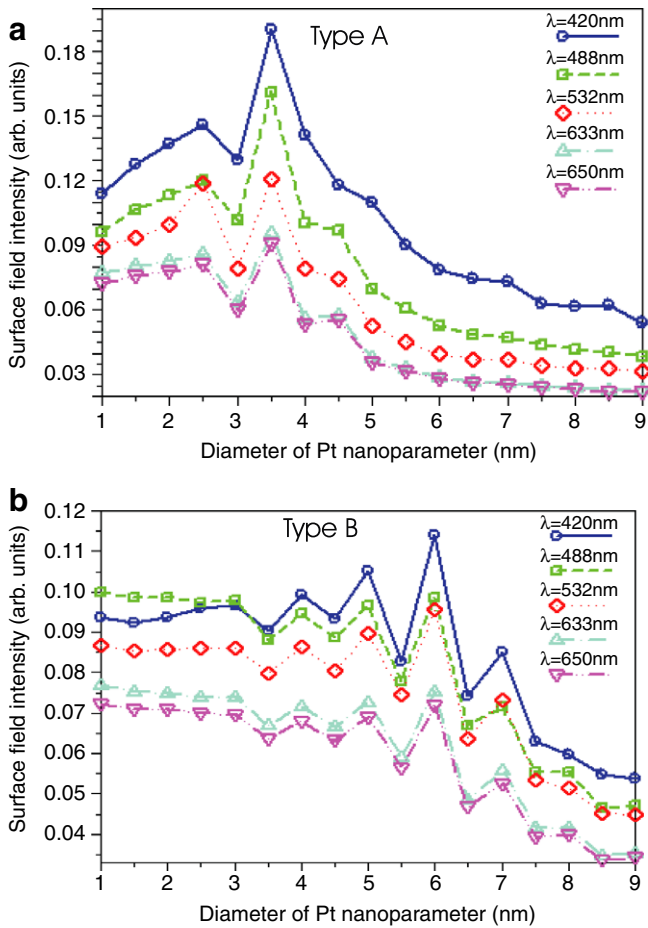 a
Type A
λ=420nm
λ=488nm
λ=532nm
λ=633nm
λ=650nm
Surface field intensity (arb. units)
0.18
0.15
0.12
0.09
0.06
0.03
1 2 3 4 5 6 7 8 9
Diameter of Pt nanoparameter (nm)
b
Type B
λ=420nm
λ=488nm
λ=532nm
λ=633nm
λ=650nm
Surface field intensity (arb. units)
0.12
0.11
0.10
0.09
0.08
0.07
0.06
0.05
0.04
1 2 3 4 5 6 7 8 9
Diameter of Pt nanoparameter (nm)